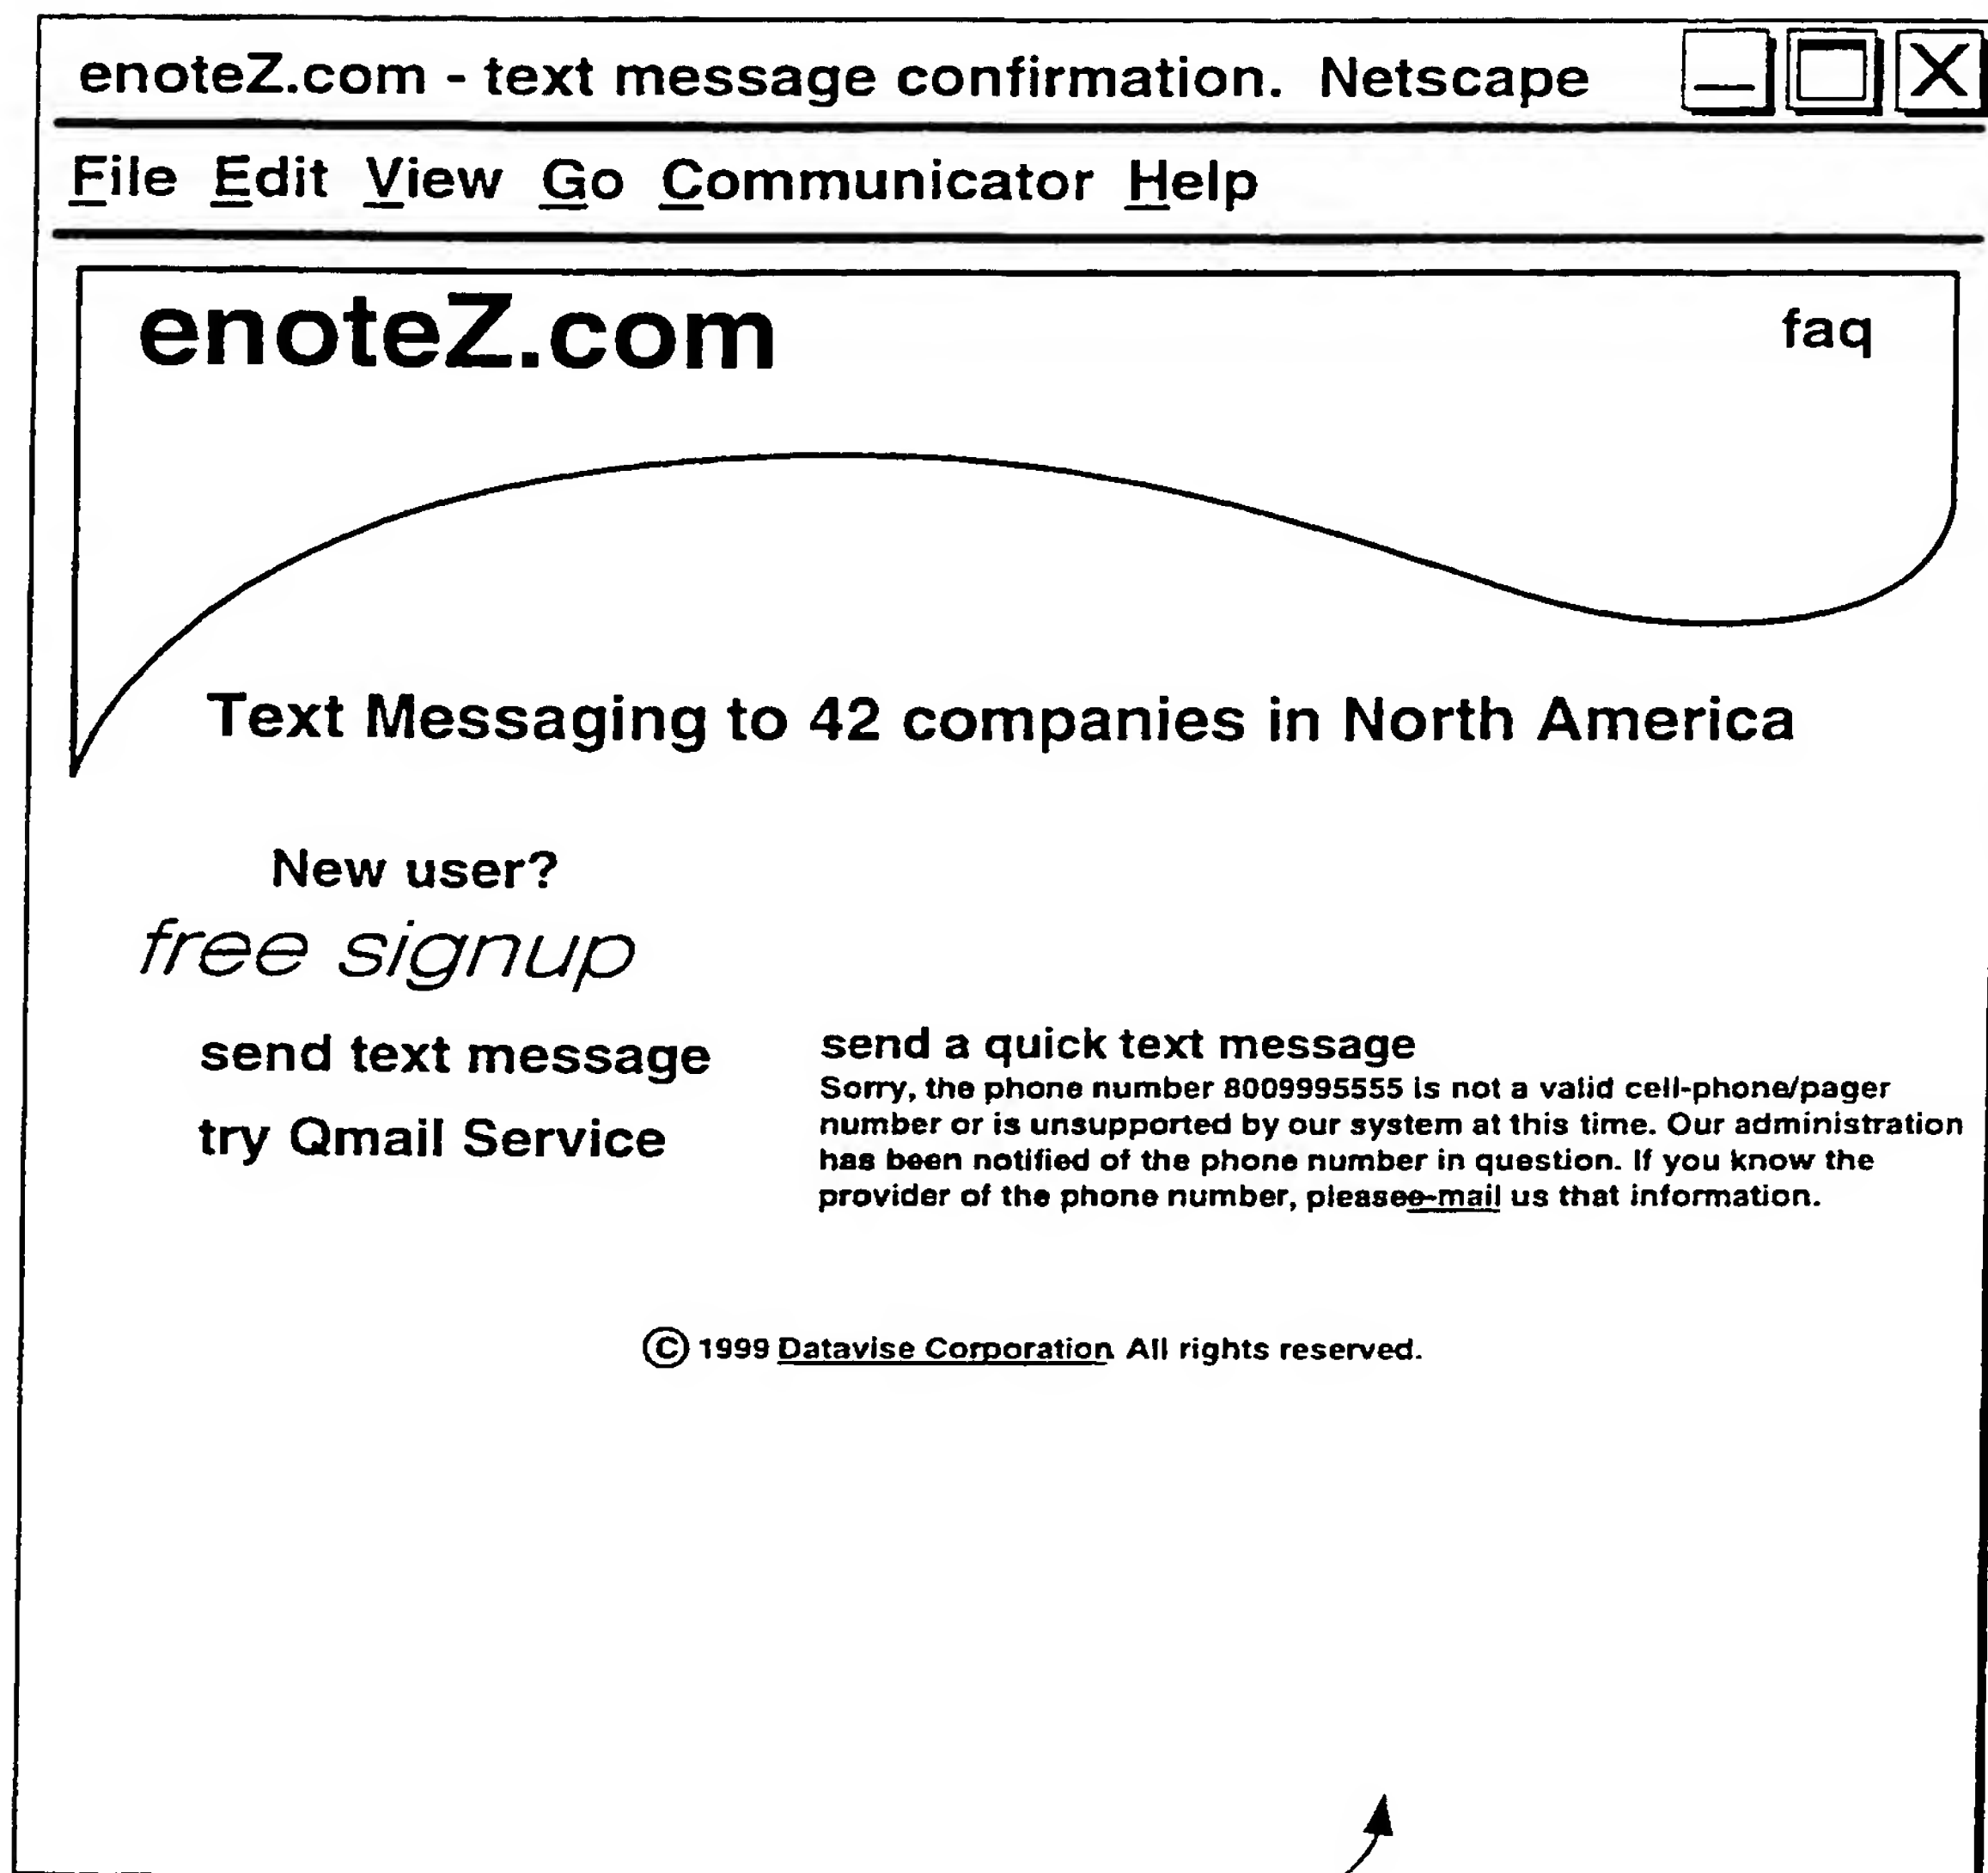 enoteZ.com - text message confirmation. Netscape
File Edit View Go Communicator Help
enoteZ.com
faq
Text Messaging to 42 companies in North America
New user?
free signup
send text message
try Qmail Service
send a quick text message
Sorry, the phone number 8009995555 is not a valid cell-phone/pager
number or is unsupported by our system at this time. Our administration
has been notified of the phone number in question. If you know the
provider of the phone number, pleasee-mail us that information.
© 1999 Datavise Corporation All rights reserved.